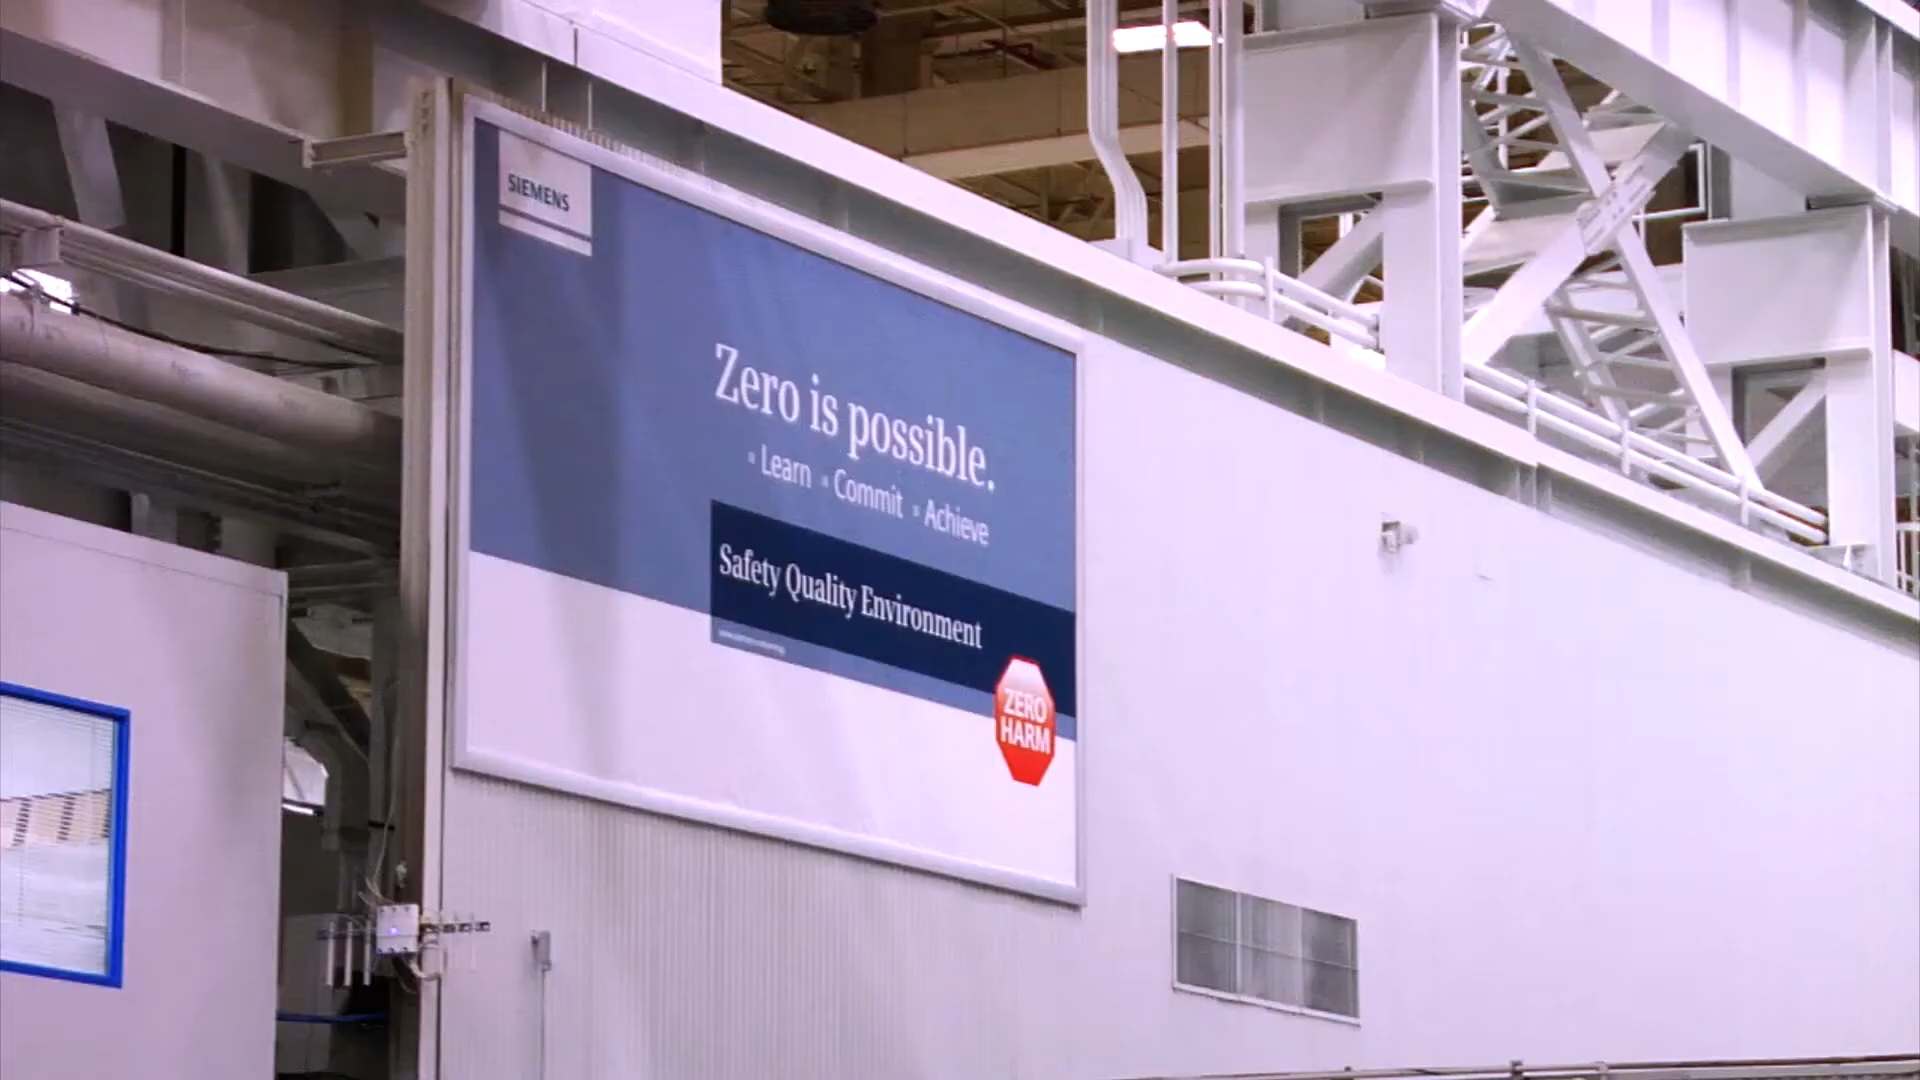 SIEMENS
Zero is possible.
▪ Learn ▪ Commit ▪ Achieve
Safety Quality Environment
ZERO
HARM